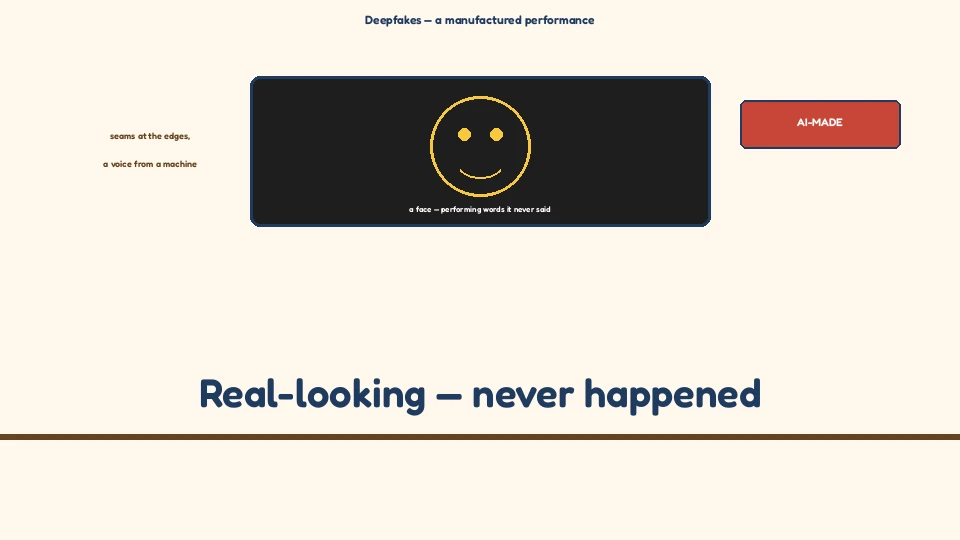 Deepfakes — a manufactured performance
seams at the edges,
a voice from a machine
a face — performing words it never said
AI-MADE
Real-looking — never happened